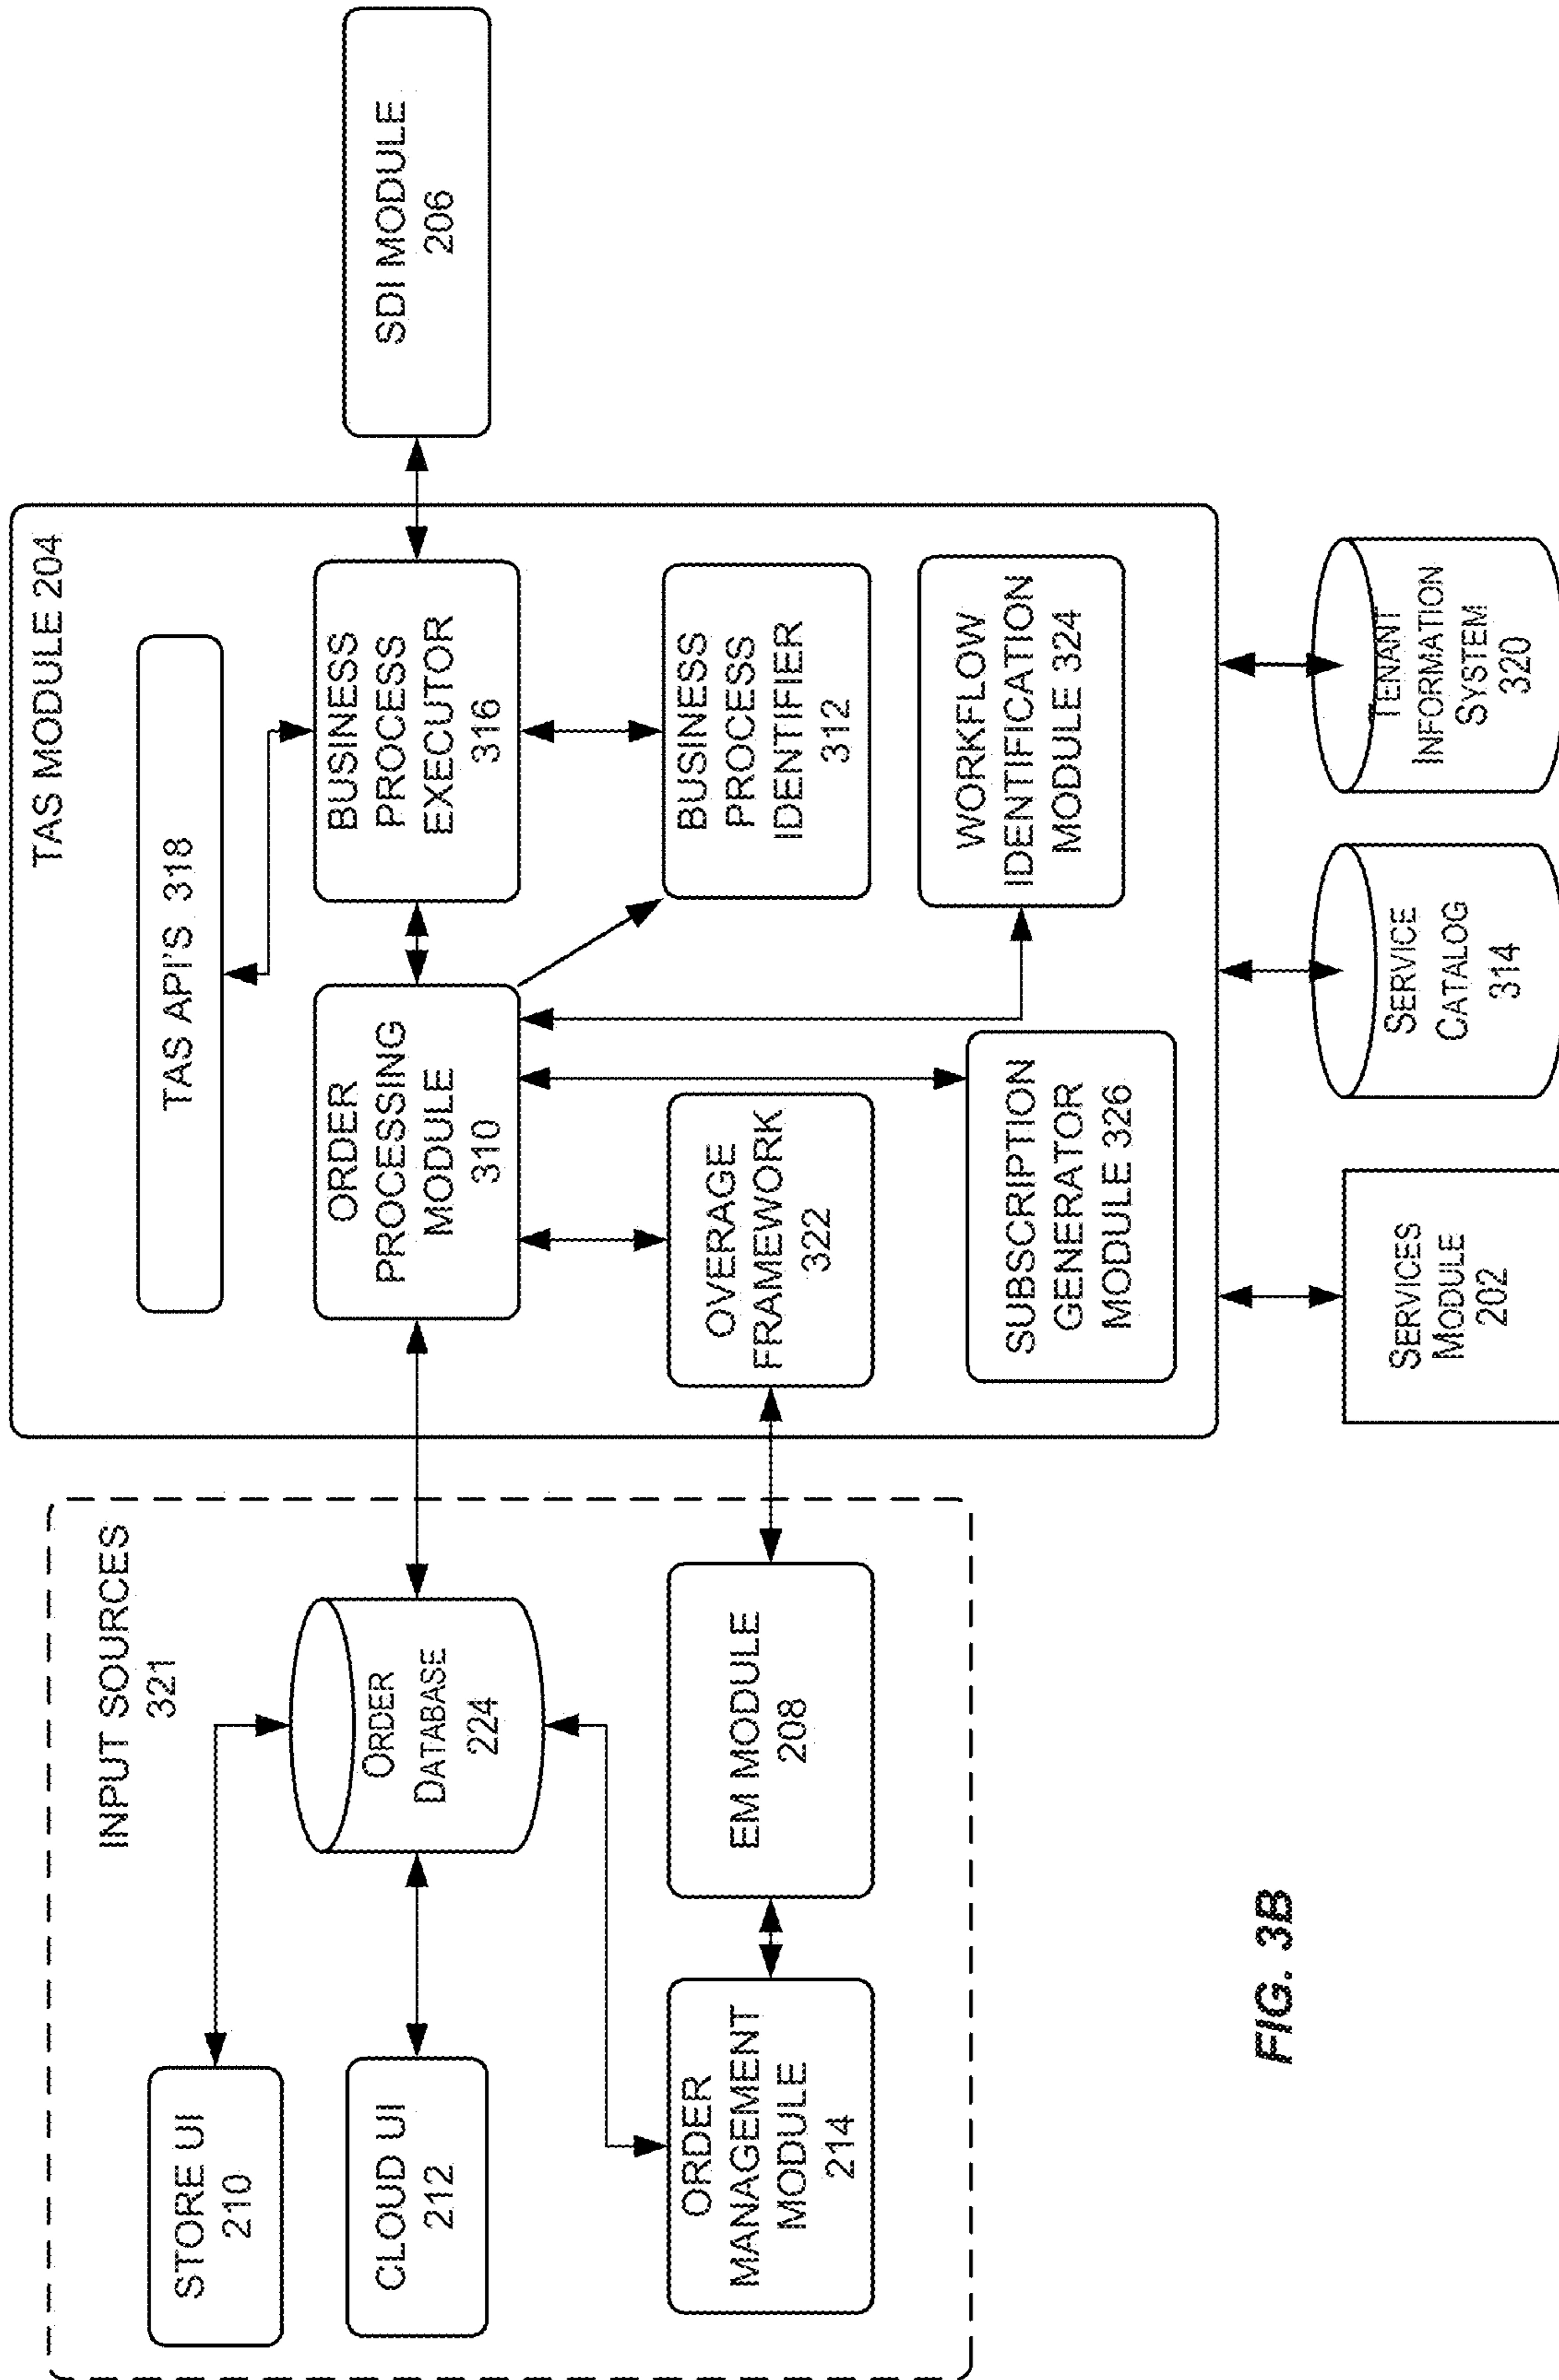 INPUT SOURCES
321
STORE UI
210
CLOUD UI
212
ORDER
MANAGEMENT
MODULE
214
ORDER
DATABASE
224
EM MODULE
208
TAS MODULE 204
TAS API'S 318
ORDER
PROCESSING
MODULE
310
BUSINESS
PROCESS
EXECUTOR
316
OVERAGE
FRAMEWORK
322
BUSINESS
PROCESS
IDENTIFIER
312
SUBSCRIPTION
GENERATOR
MODULE 326
WORKFLOW
IDENTIFICATION
MODULE 324
SDI MODULE
206
SERVICES
MODULE
202
SERVICE
CATALOG
314
TENANT
INFORMATION
SYSTEM
320
FIG. 3B